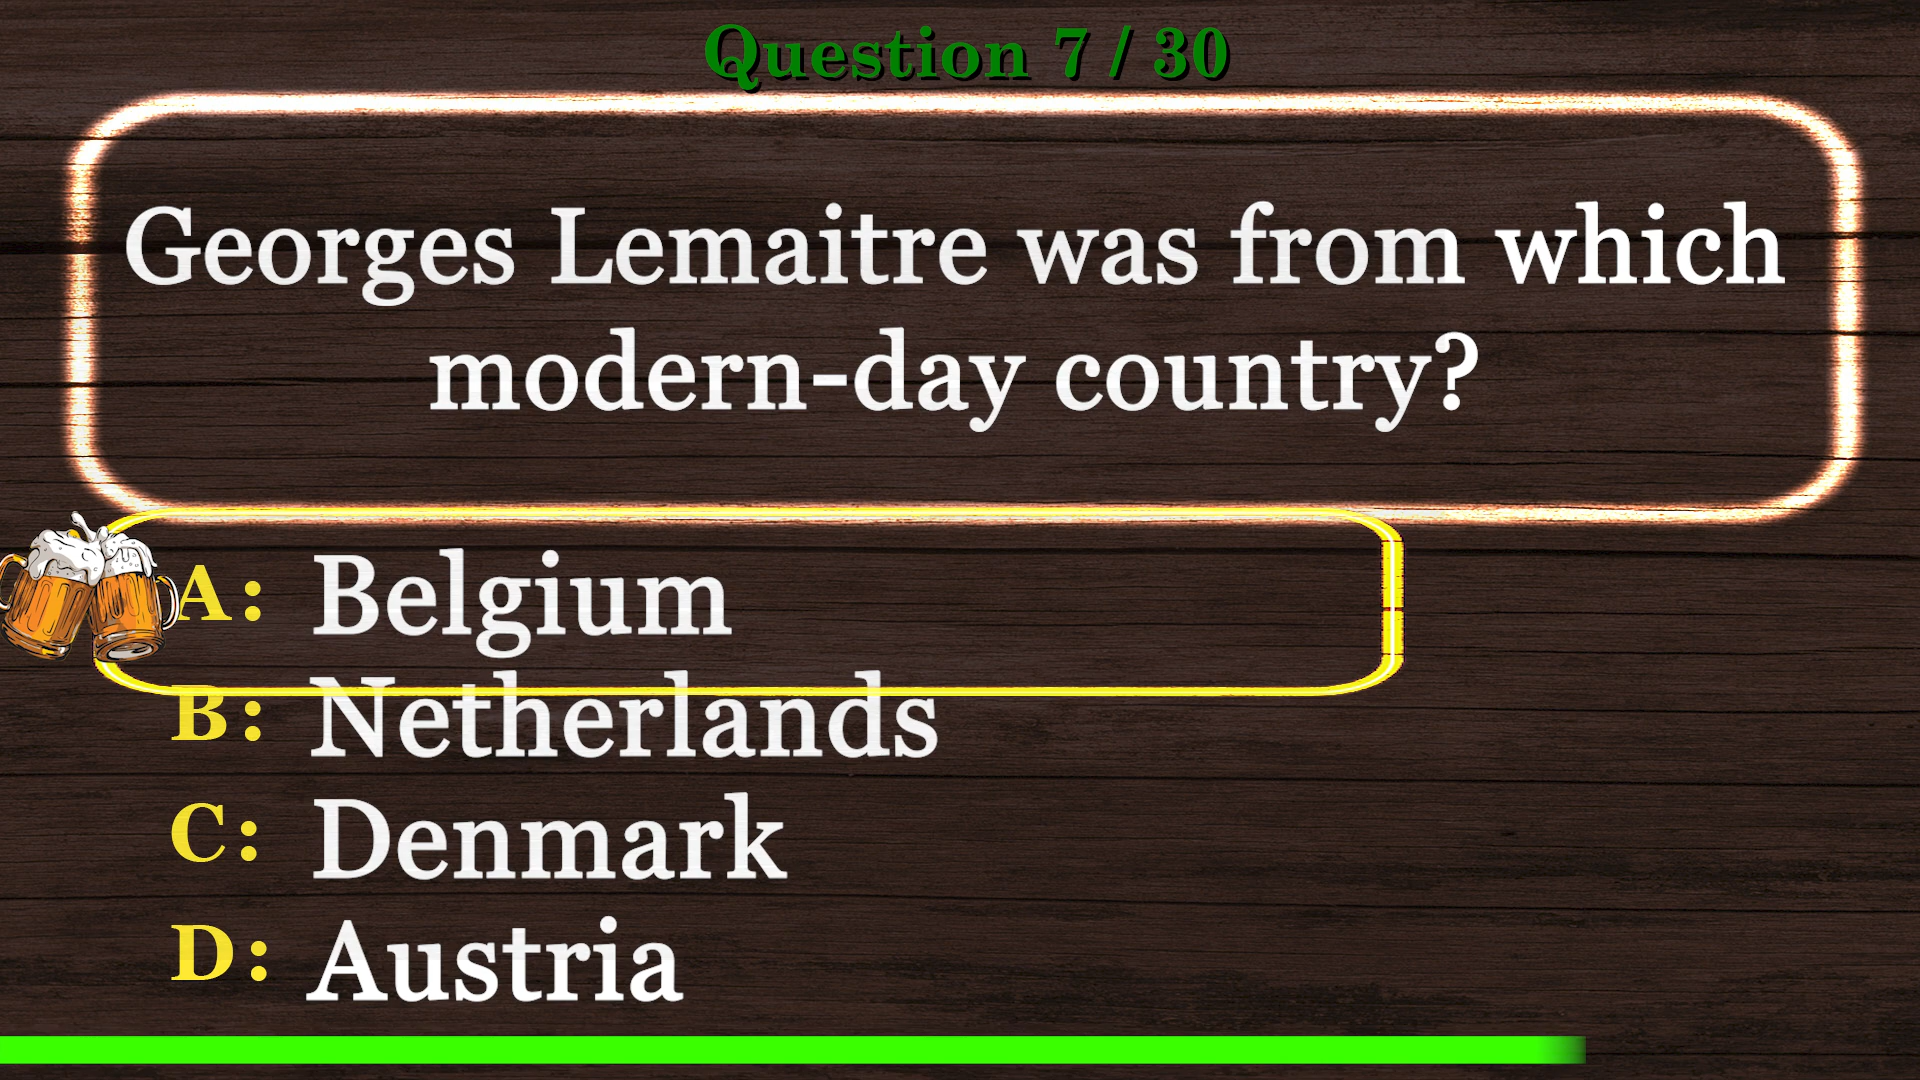 Question 7 / 30
Georges Lemaitre was from which
modern-day country?
A: Belgium
B: Netherlands
C: Denmark
D: Austria